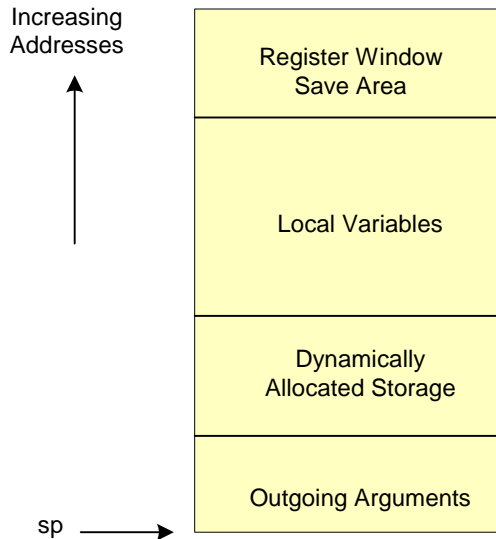 Increasing
Addresses
Register Window
Save Area
Local Variables
Dynamically
Allocated Storage
Outgoing Arguments
sp